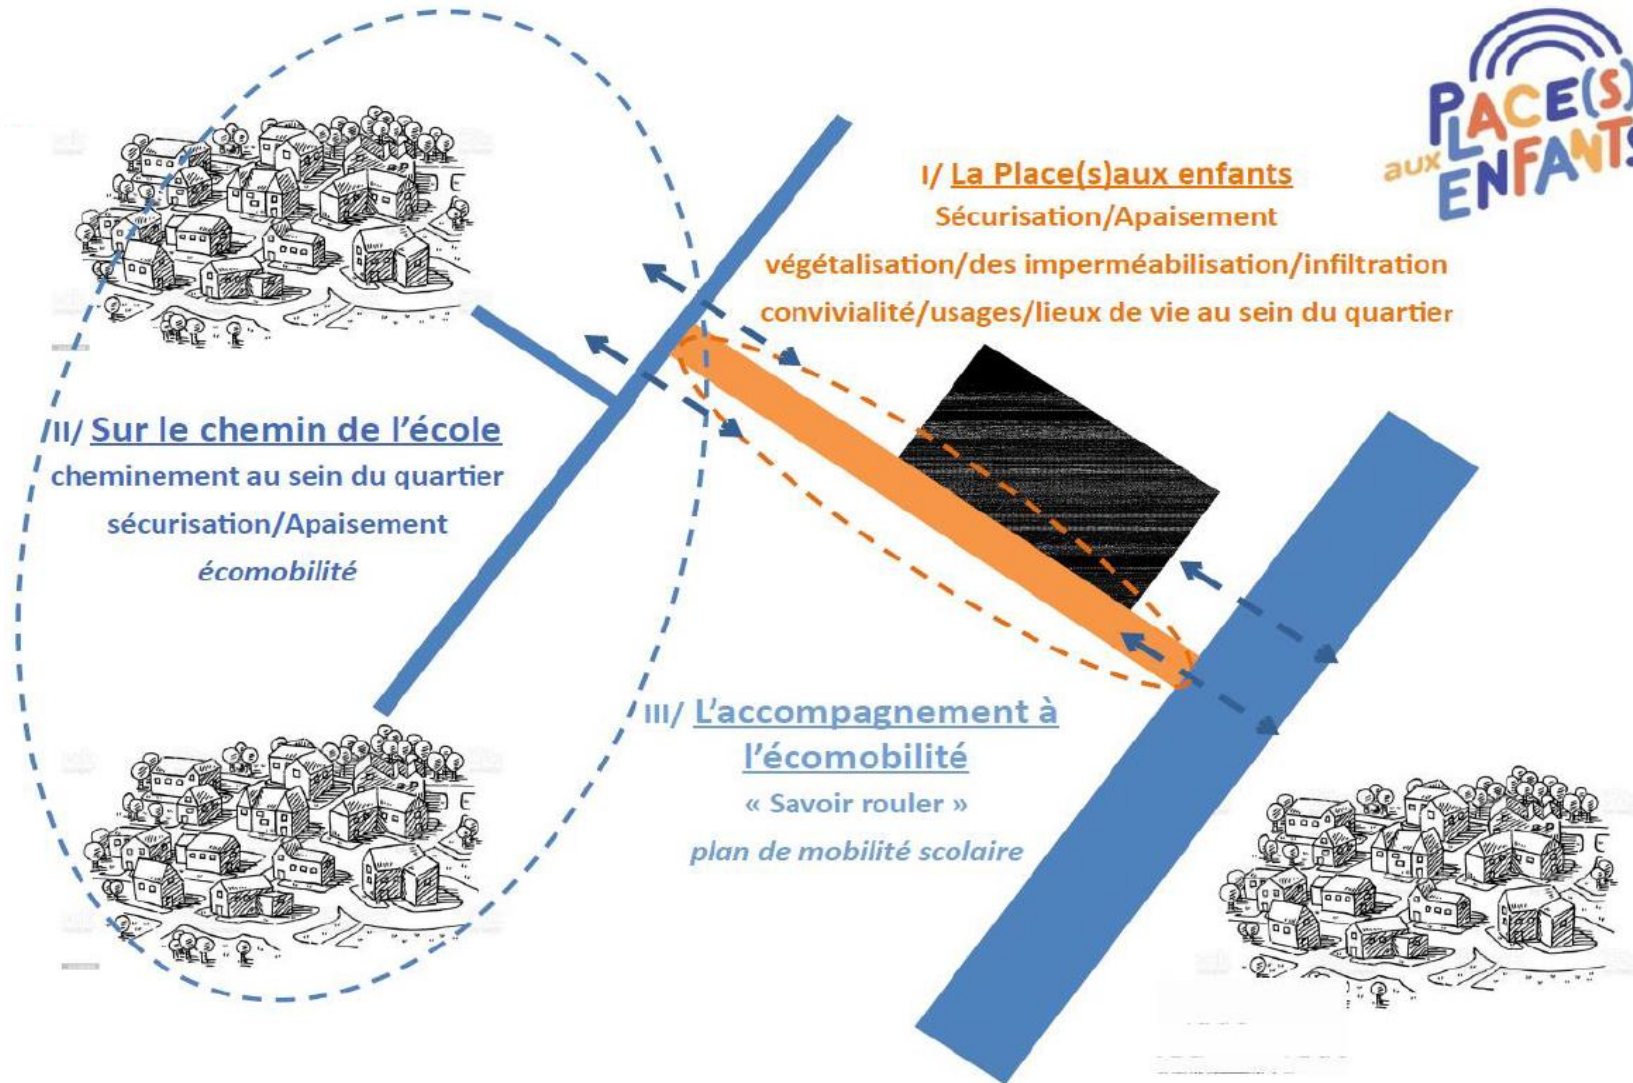 PLACE(S)
aux
ENFANTS
I/ La Place(s)aux enfants
Sécurisation/Apaisement
végétalisation/des imperméabilisation/infiltration
convivialité/usages/lieux de vie au sein du quartier
II/ Sur le chemin de l'école
cheminement au sein du quartier
sécurisation/Apaisement
écomobilité
III/ L'accompagnement à
l'écomobilité
« Savoir rouler »
plan de mobilité scolaire